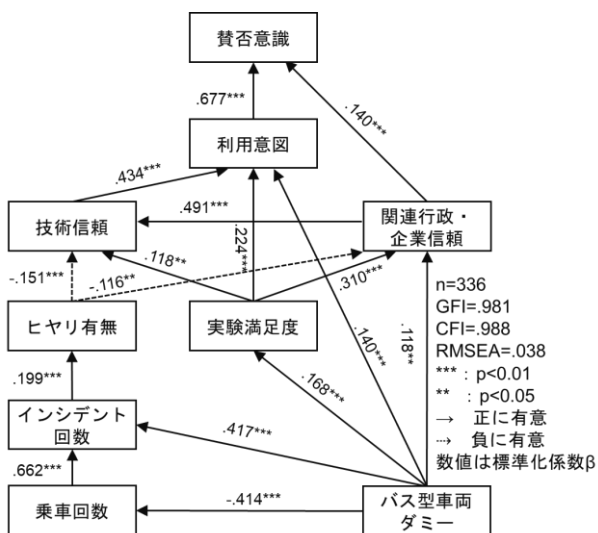 賛否意識
.677***
.140***
利用意図
.434***
技術信頼
.491***
関連行政・
企業信頼
.224***
-.151***
-.116**
.118**
.310***
ヒヤリ有無
実験満足度
.140***
.118**
n=336
GFI=.981
CFI=.988
RMSEA=.038
*** : p<0.01
** : p<0.05
→ 正に有意
⇢ 負に有意
数値は標準化係数β
.199***
.168***
インシデント
回数
.417***
.662***
乗車回数
-.414***
バス型車両
ダミー